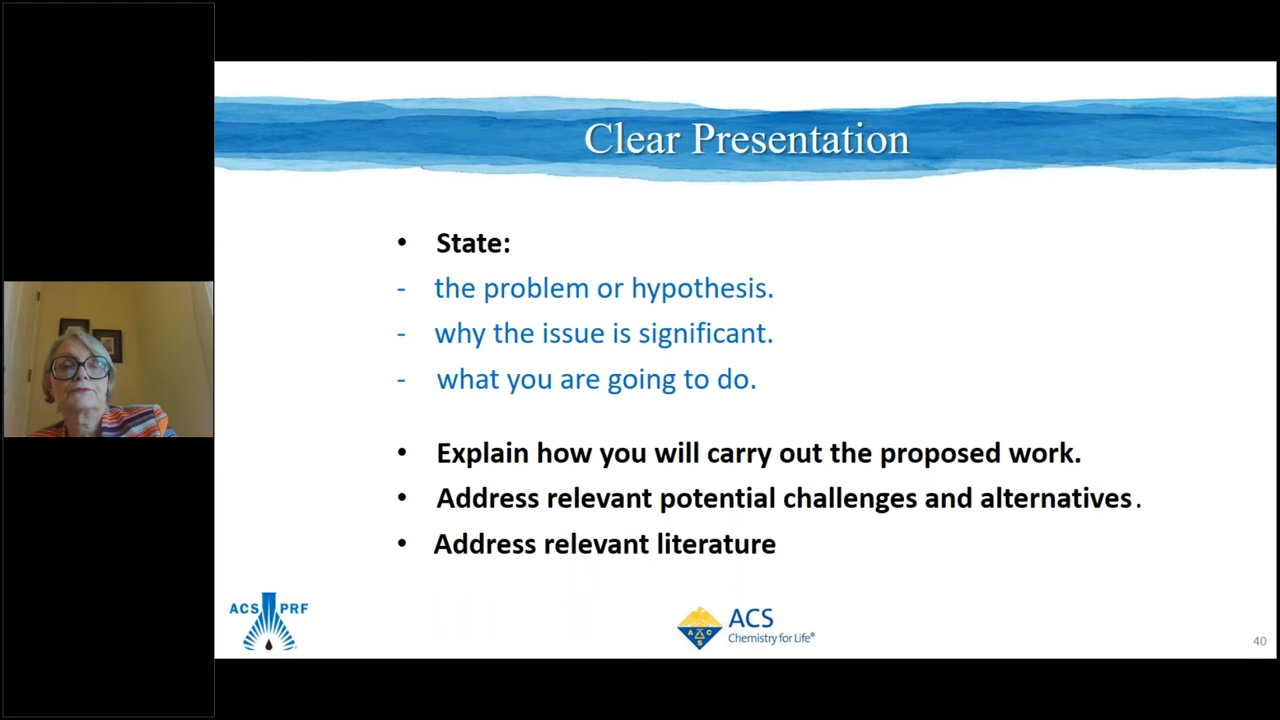 Clear Presentation
• State:
- the problem or hypothesis.
- why the issue is significant.
- what you are going to do.
• Explain how you will carry out the proposed work.
• Address relevant potential challenges and alternatives.
• Address relevant literature
ACS PRF
ACS
Chemistry for Life®
40